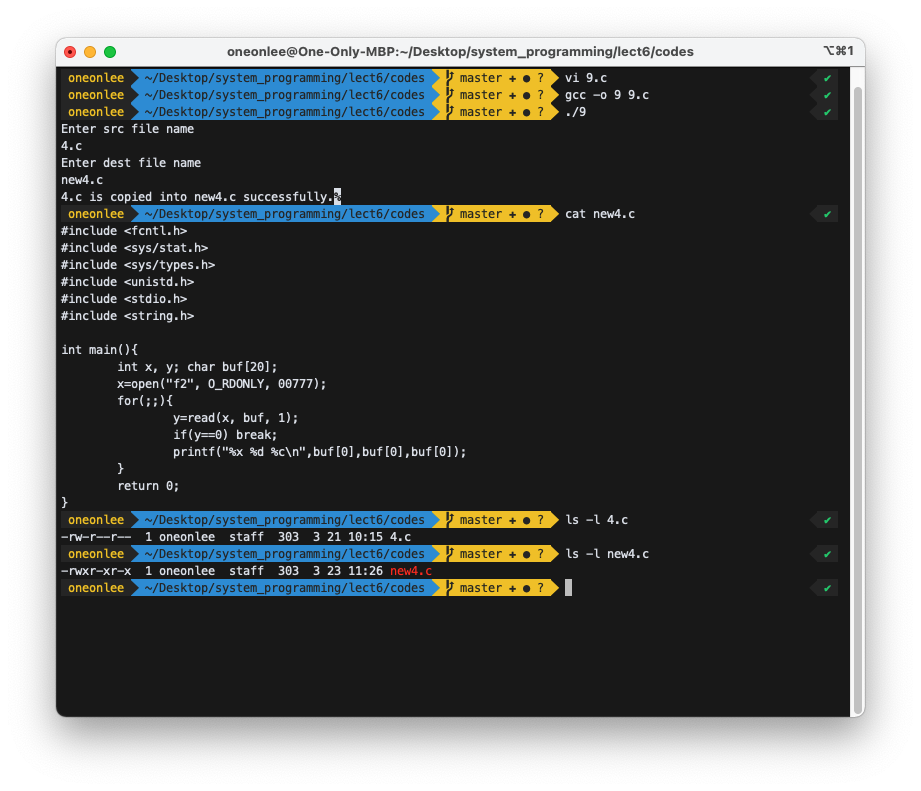 oneonlee@One-Only-MBP:~/Desktop/system_programming/lect6/codes ⌥⌘1
oneonlee ~/Desktop/system_programming/lect6/codes master + ● ? vi 9.c ✔
oneonlee ~/Desktop/system_programming/lect6/codes master + ● ? gcc -o 9 9.c ✔
oneonlee ~/Desktop/system_programming/lect6/codes master + ● ? ./9 ✔
Enter src file name
4.c
Enter dest file name
new4.c
4.c is copied into new4.c successfully.%
oneonlee ~/Desktop/system_programming/lect6/codes master + ● ? cat new4.c ✔
#include <fcntl.h>
#include <sys/stat.h>
#include <sys/types.h>
#include <unistd.h>
#include <stdio.h>
#include <string.h>

int main(){
        int x, y; char buf[20];
        x=open("f2", O_RDONLY, 00777);
        for(;;){
                y=read(x, buf, 1);
                if(y==0) break;
                printf("%x %d %c\n",buf[0],buf[0],buf[0]);
        }
        return 0;
}
oneonlee ~/Desktop/system_programming/lect6/codes master + ● ? ls -l 4.c ✔
-rw-r--r--  1 oneonlee  staff  303  3 21 10:15 4.c
oneonlee ~/Desktop/system_programming/lect6/codes master + ● ? ls -l new4.c ✔
-rwxr-xr-x  1 oneonlee  staff  303  3 23 11:26 new4.c
oneonlee ~/Desktop/system_programming/lect6/codes master + ● ? ✔